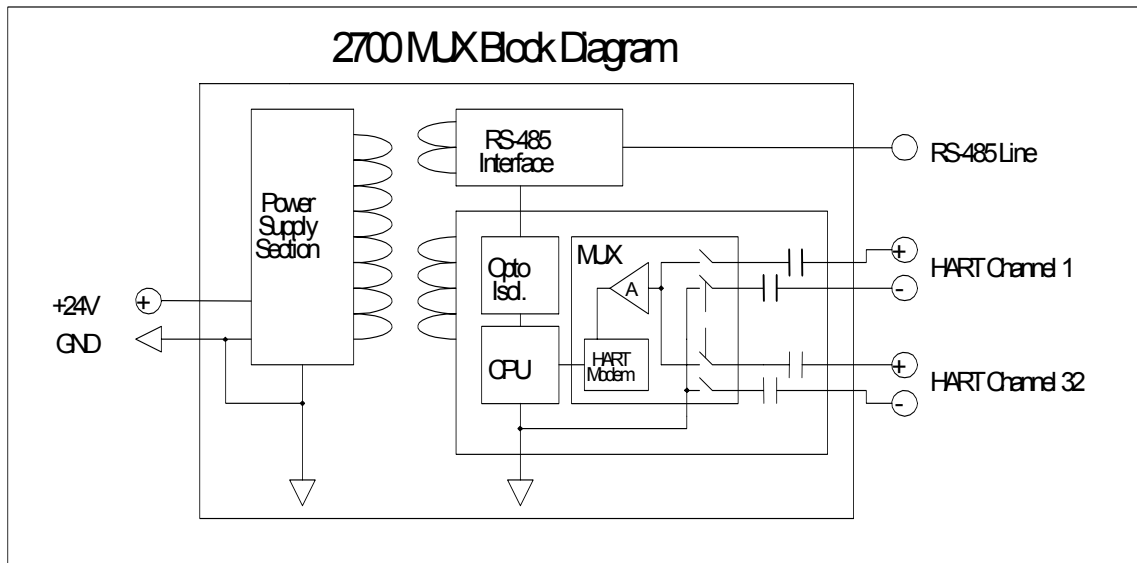 2700 MUX Block Diagram
RS-485
Interface
RS-485 Line
Power
Supply
Section
Opto
Isol.
MUX
A
+
HART Channel 1
-
+24V
+
GND
CPU
HART
Modem
+
HART Channel 32
-